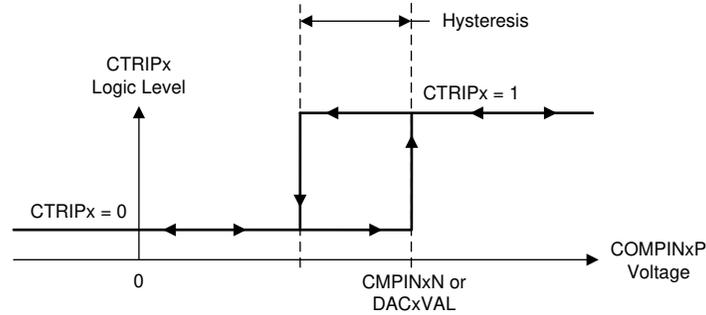 Hysteresis
CTRIPx
Logic Level
CTRIPx = 1
CTRIPx = 0
COMPINxP
Voltage
0
CMPINxN or
DACxVAL